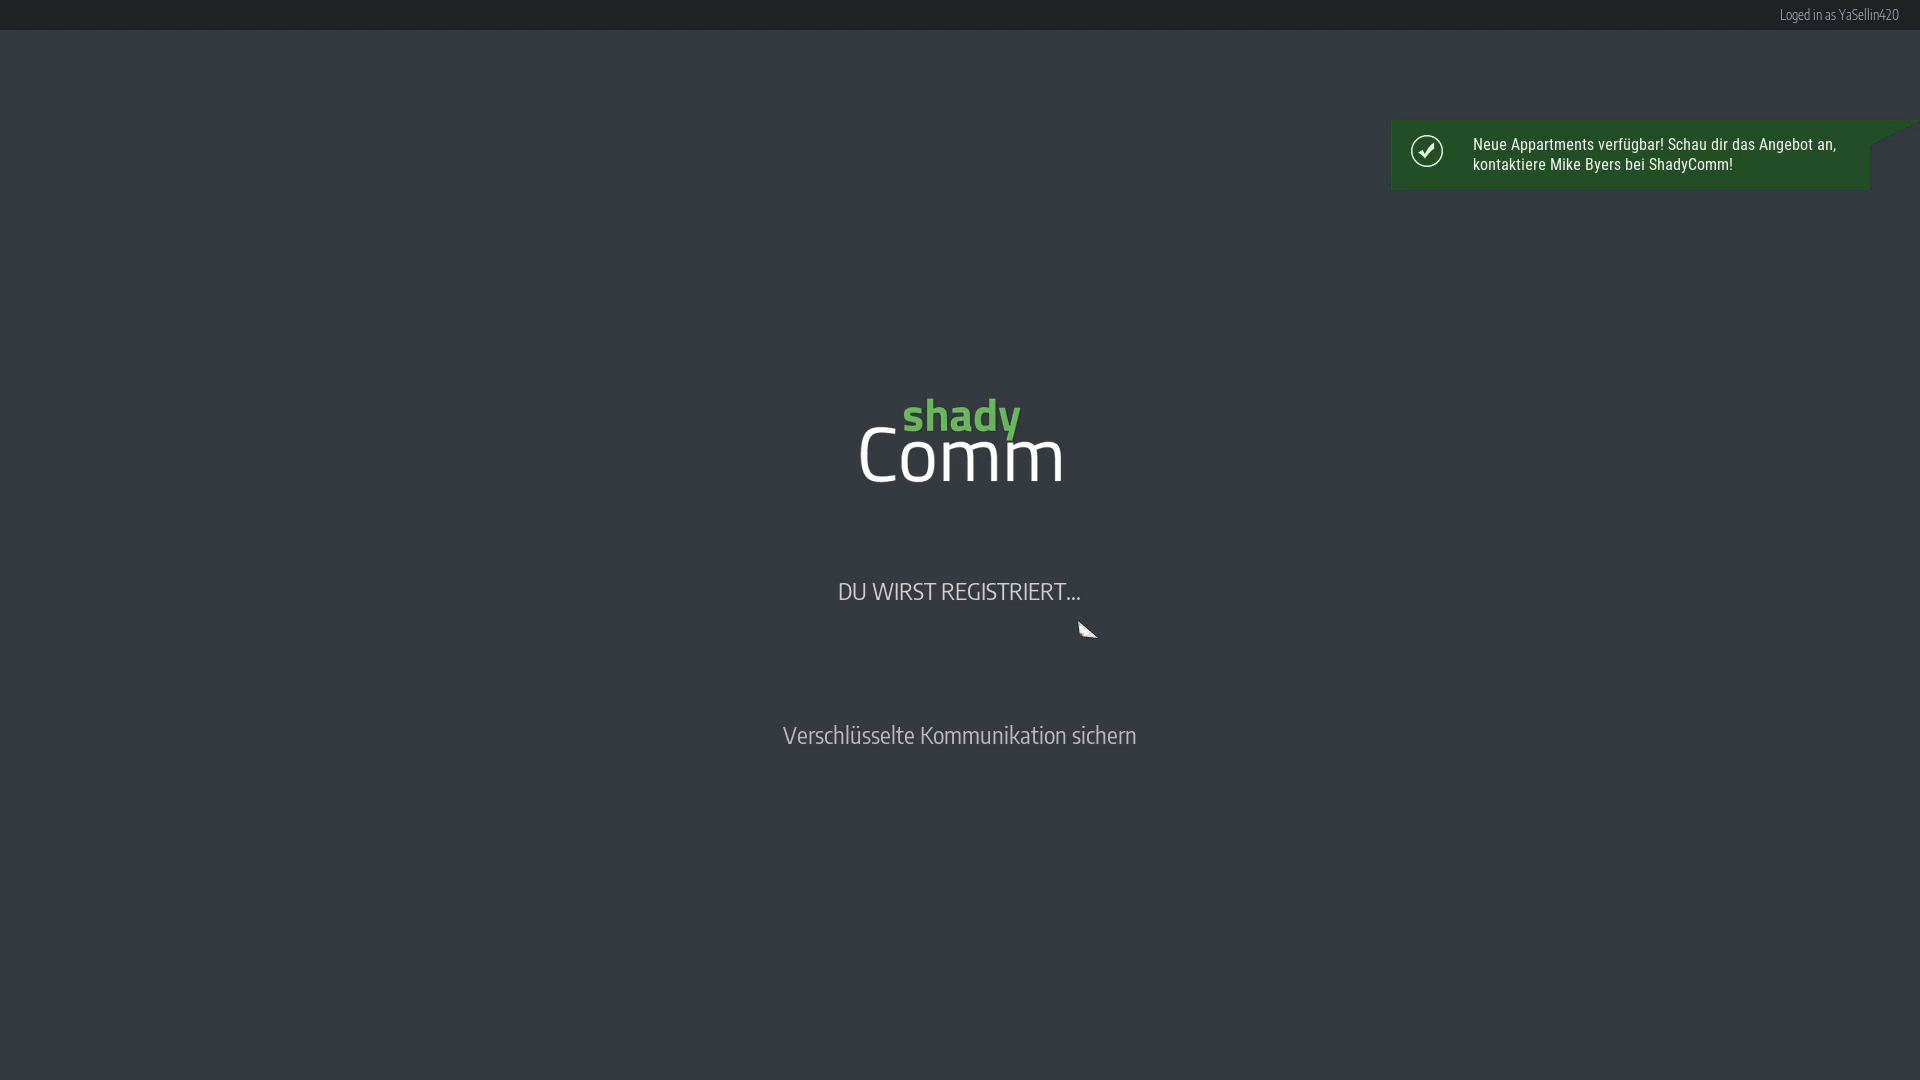 Loged in as YaSellin420
Neue Appartments verfügbar! Schau dir das Angebot an,
kontaktiere Mike Byers bei ShadyComm!
shady
Comm
DU WIRST REGISTRIERT...
Verschlüsselte Kommunikation sichern